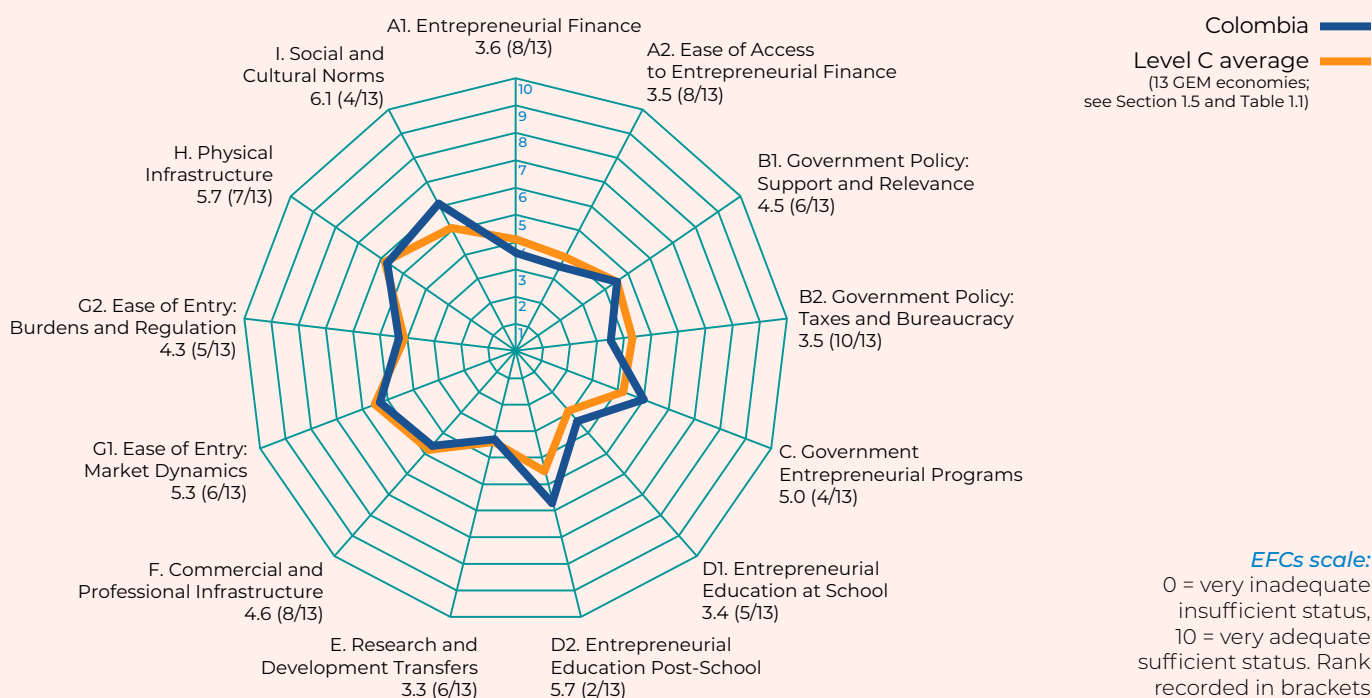 A1. Entrepreneurial Finance
3.6 (8/13)
A2. Ease of Access
to Entrepreneurial Finance
3.5 (8/13)
B1. Government Policy:
Support and Relevance
4.5 (6/13)
B2. Government Policy:
Taxes and Bureaucracy
3.5 (10/13)
C. Government
Entrepreneurial Programs
5.0 (4/13)
D1. Entrepreneurial
Education at School
3.4 (5/13)
D2. Entrepreneurial
Education Post-School
5.7 (2/13)
E. Research and
Development Transfers
3.3 (6/13)
F. Commercial and
Professional Infrastructure
4.6 (8/13)
G1. Ease of Entry:
Market Dynamics
5.3 (6/13)
G2. Ease of Entry:
Burdens and Regulation
4.3 (5/13)
H. Physical
Infrastructure
5.7 (7/13)
I. Social and
Cultural Norms
6.1 (4/13)
10
9
8
7
6
5
4
3
2
1
Colombia
Level C average
(13 GEM economies;
see Section 1.5 and Table 1.1)
EFCs scale:
0 = very inadequate
insufficient status,
10 = very adequate
sufficient status. Rank
recorded in brackets